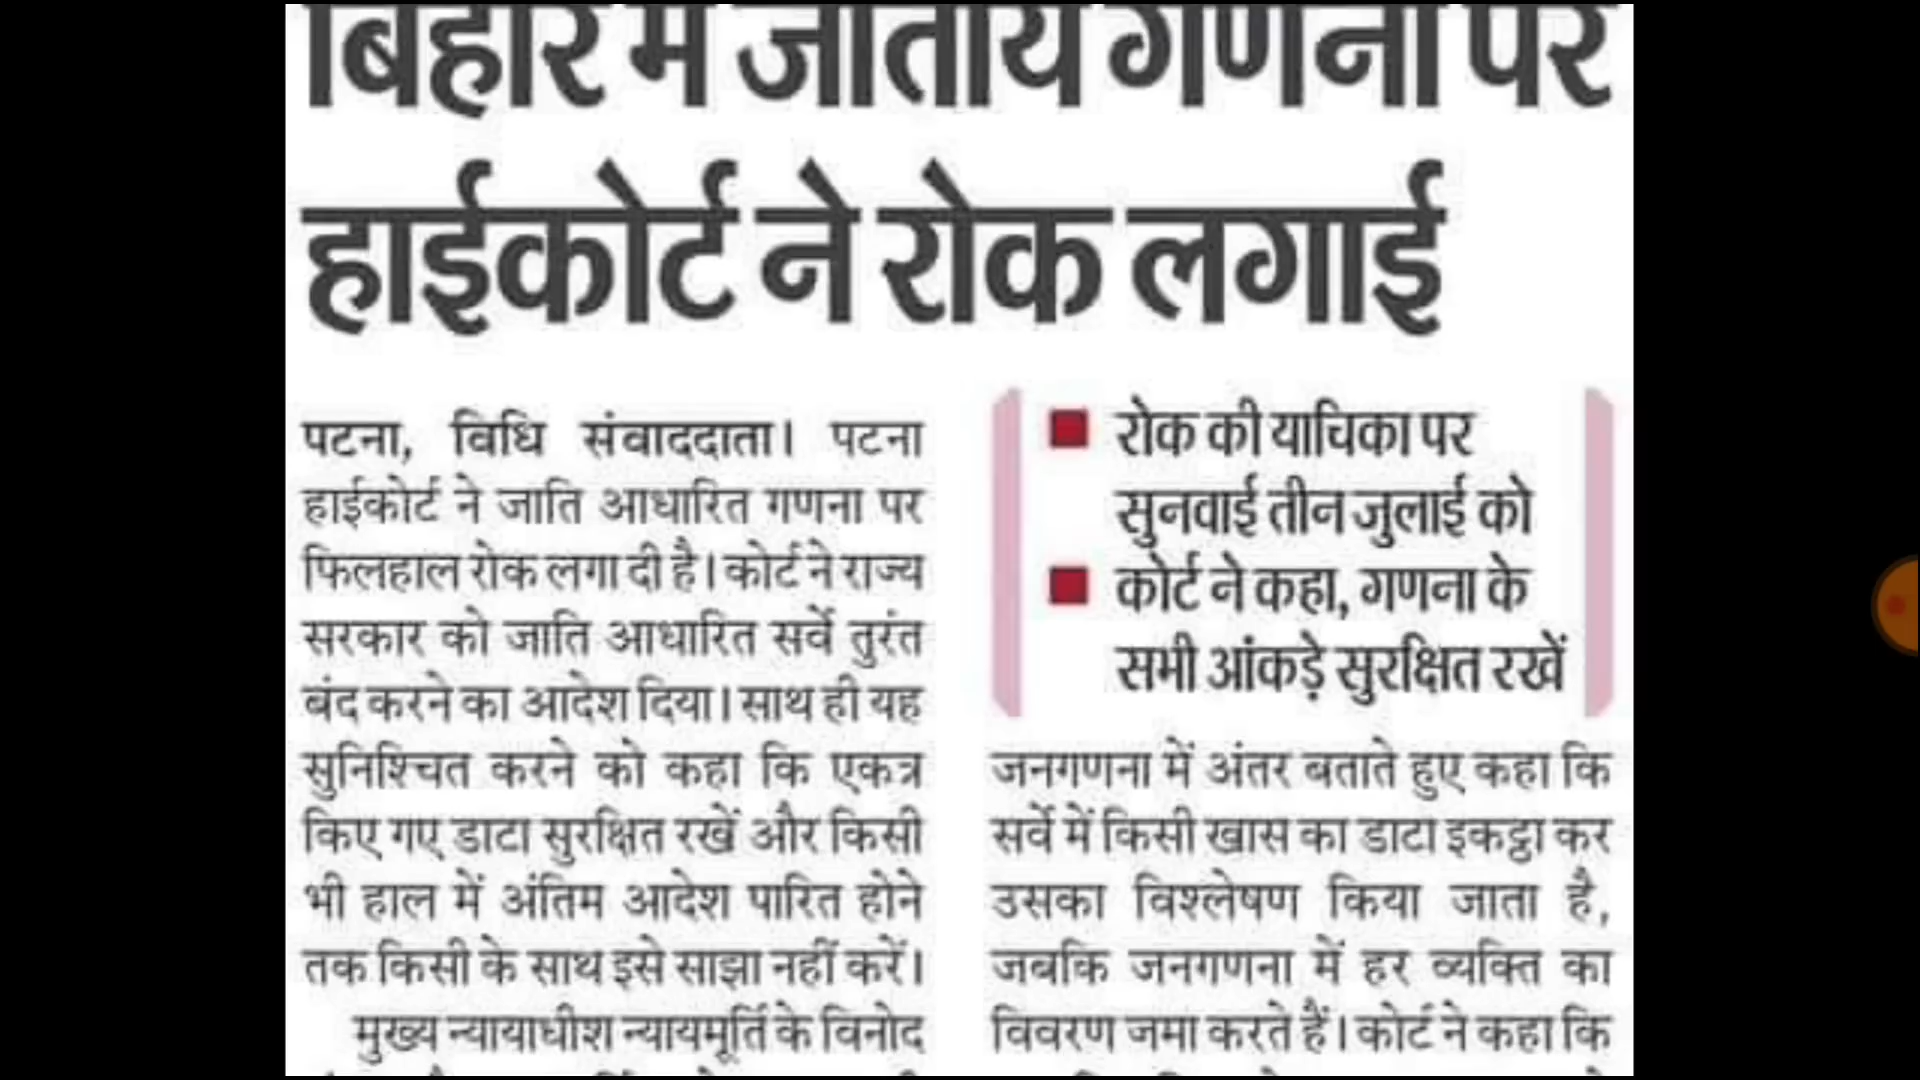 बिहार में जातीय गणना पर
हाईकोर्ट ने रोक लगाई
पटना, विधि संवाददाता। पटना
हाईकोर्ट ने जाति आधारित गणना पर
फिलहाल रोक लगा दी है। कोर्ट ने राज्य
सरकार को जाति आधारित सर्वे तुरंत
बंद करने का आदेश दिया। साथ ही यह
सुनिश्चित करने को कहा कि एकत्र
किए गए डाटा सुरक्षित रखें और किसी
भी हाल में अंतिम आदेश पारित होने
तक किसी के साथ इसे साझा नहीं करें।
मुख्य न्यायाधीश न्यायमूर्ति के विनोद
रोक की याचिका पर
सुनवाई तीन जुलाई को
कोर्ट ने कहा, गणना के
सभी आंकड़े सुरक्षित रखें
जनगणना में अंतर बताते हुए कहा कि
सर्वे में किसी खास का डाटा इकट्ठा कर
उसका विश्लेषण किया जाता है,
जबकि जनगणना में हर व्यक्ति का
विवरण जमा करते हैं। कोर्ट ने कहा कि